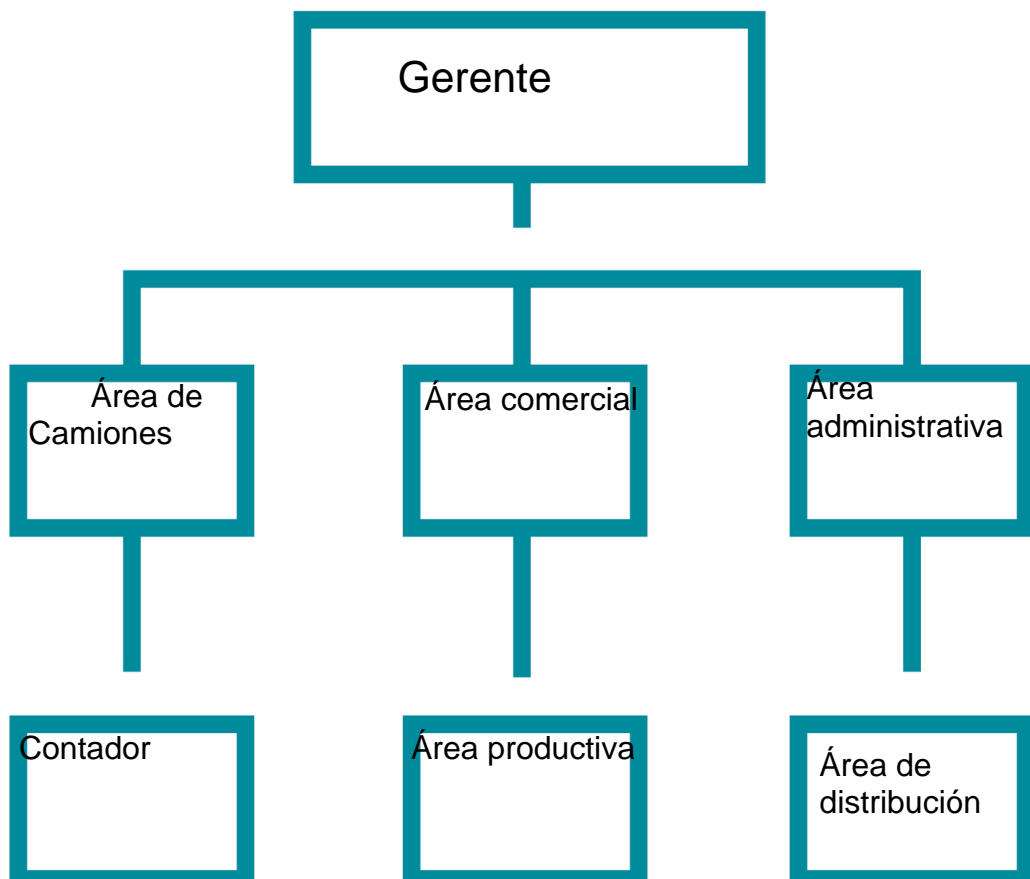 Gerente
Área de
Camiones
Área comercial
Área
administrativa
Contador
Área productiva
Área de
distribución